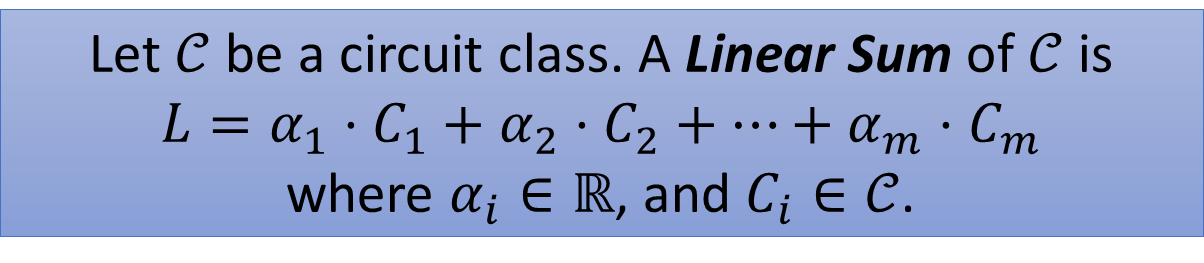 Let 𝒞 be a circuit class. A Linear Sum of 𝒞 is
𝐿 = 𝛼₁ ⋅ 𝐶₁ + 𝛼₂ ⋅ 𝐶₂ + ⋯ + 𝛼ₘ ⋅ 𝐶ₘ
where 𝛼ᵢ ∈ ℝ, and 𝐶ᵢ ∈ 𝒞.